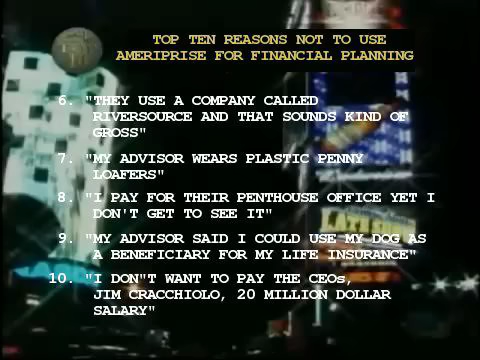 TOP TEN REASONS NOT TO USE
AMERIPRISE FOR FINANCIAL PLANNING
6. "THEY USE A COMPANY CALLED
RIVERSOURCE AND THAT SOUNDS KIND OF
GROSS"
7. "MY ADVISOR WEARS PLASTIC PENNY
LOAFERS"
8. "I PAY FOR THEIR PENTHOUSE OFFICE YET I
DON'T GET TO SEE IT"
9. "MY ADVISOR SAID I COULD USE MY DOG AS
A BENEFICIARY FOR MY LIFE INSURANCE"
10. "I DON"T WANT TO PAY THE CEOs,
JIM CRACCHIOLO, 20 MILLION DOLLAR
SALARY"